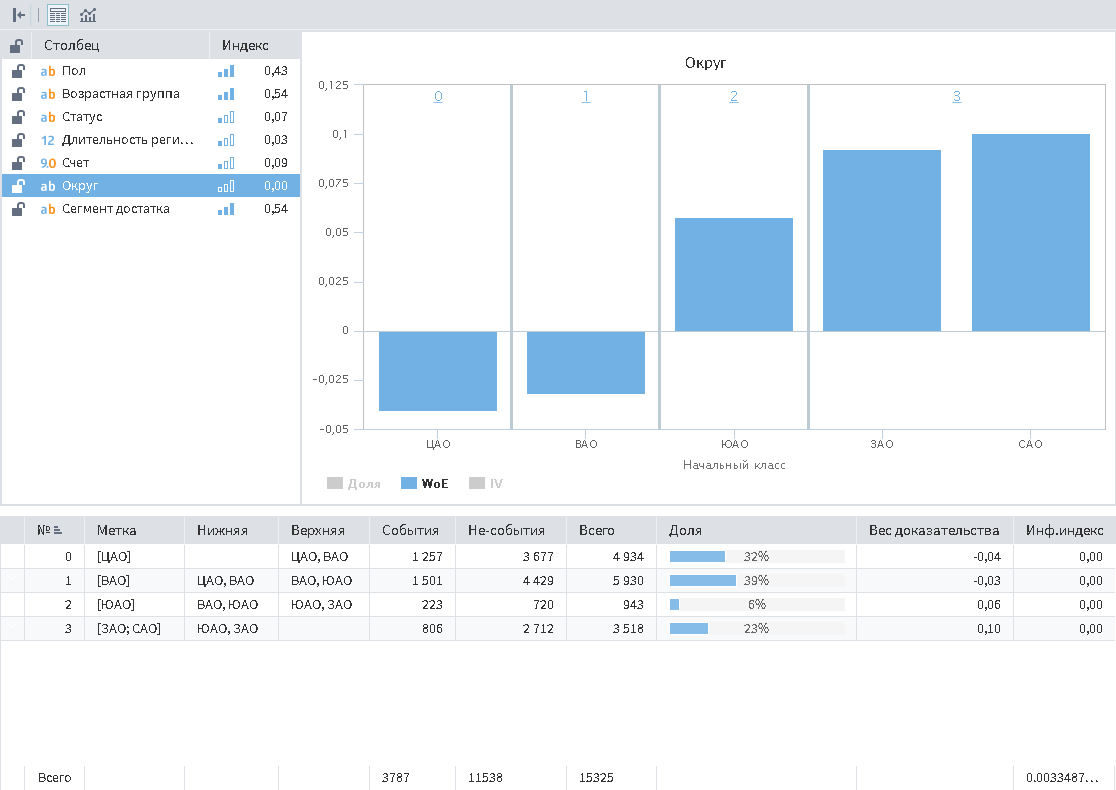 Столбец Индекс
ab Пол 0,43
ab Возрастная группа 0,54
ab Статус 0,07
12 Длительность реги... 0,03
9.0 Счет 0,09
ab Округ 0,00
ab Сегмент достатка 0,54
Округ
0 1 2 3
0,125
0,1
0,075
0,05
0,025
0
-0,025
-0,05
ЦАО ВАО ЮАО ЗАО САО
Начальный класс
Доля WoE IV
№ Метка Нижняя Верхняя События Не-события Всего Доля Вес доказательства Инф.индекс
0 [ЦАО] ЦАО, ВАО 1 257 3 677 4 934 32% -0,04 0,00
1 [ВАО] ЦАО, ВАО ВАО, ЮАО 1 501 4 429 5 930 39% -0,03 0,00
2 [ЮАО] ВАО, ЮАО ЮАО, ЗАО 223 720 943 6% 0,06 0,00
3 [ЗАО; САО] ЮАО, ЗАО 806 2 712 3 518 23% 0,10 0,00
Всего 3787 11538 15325 0.0033487...